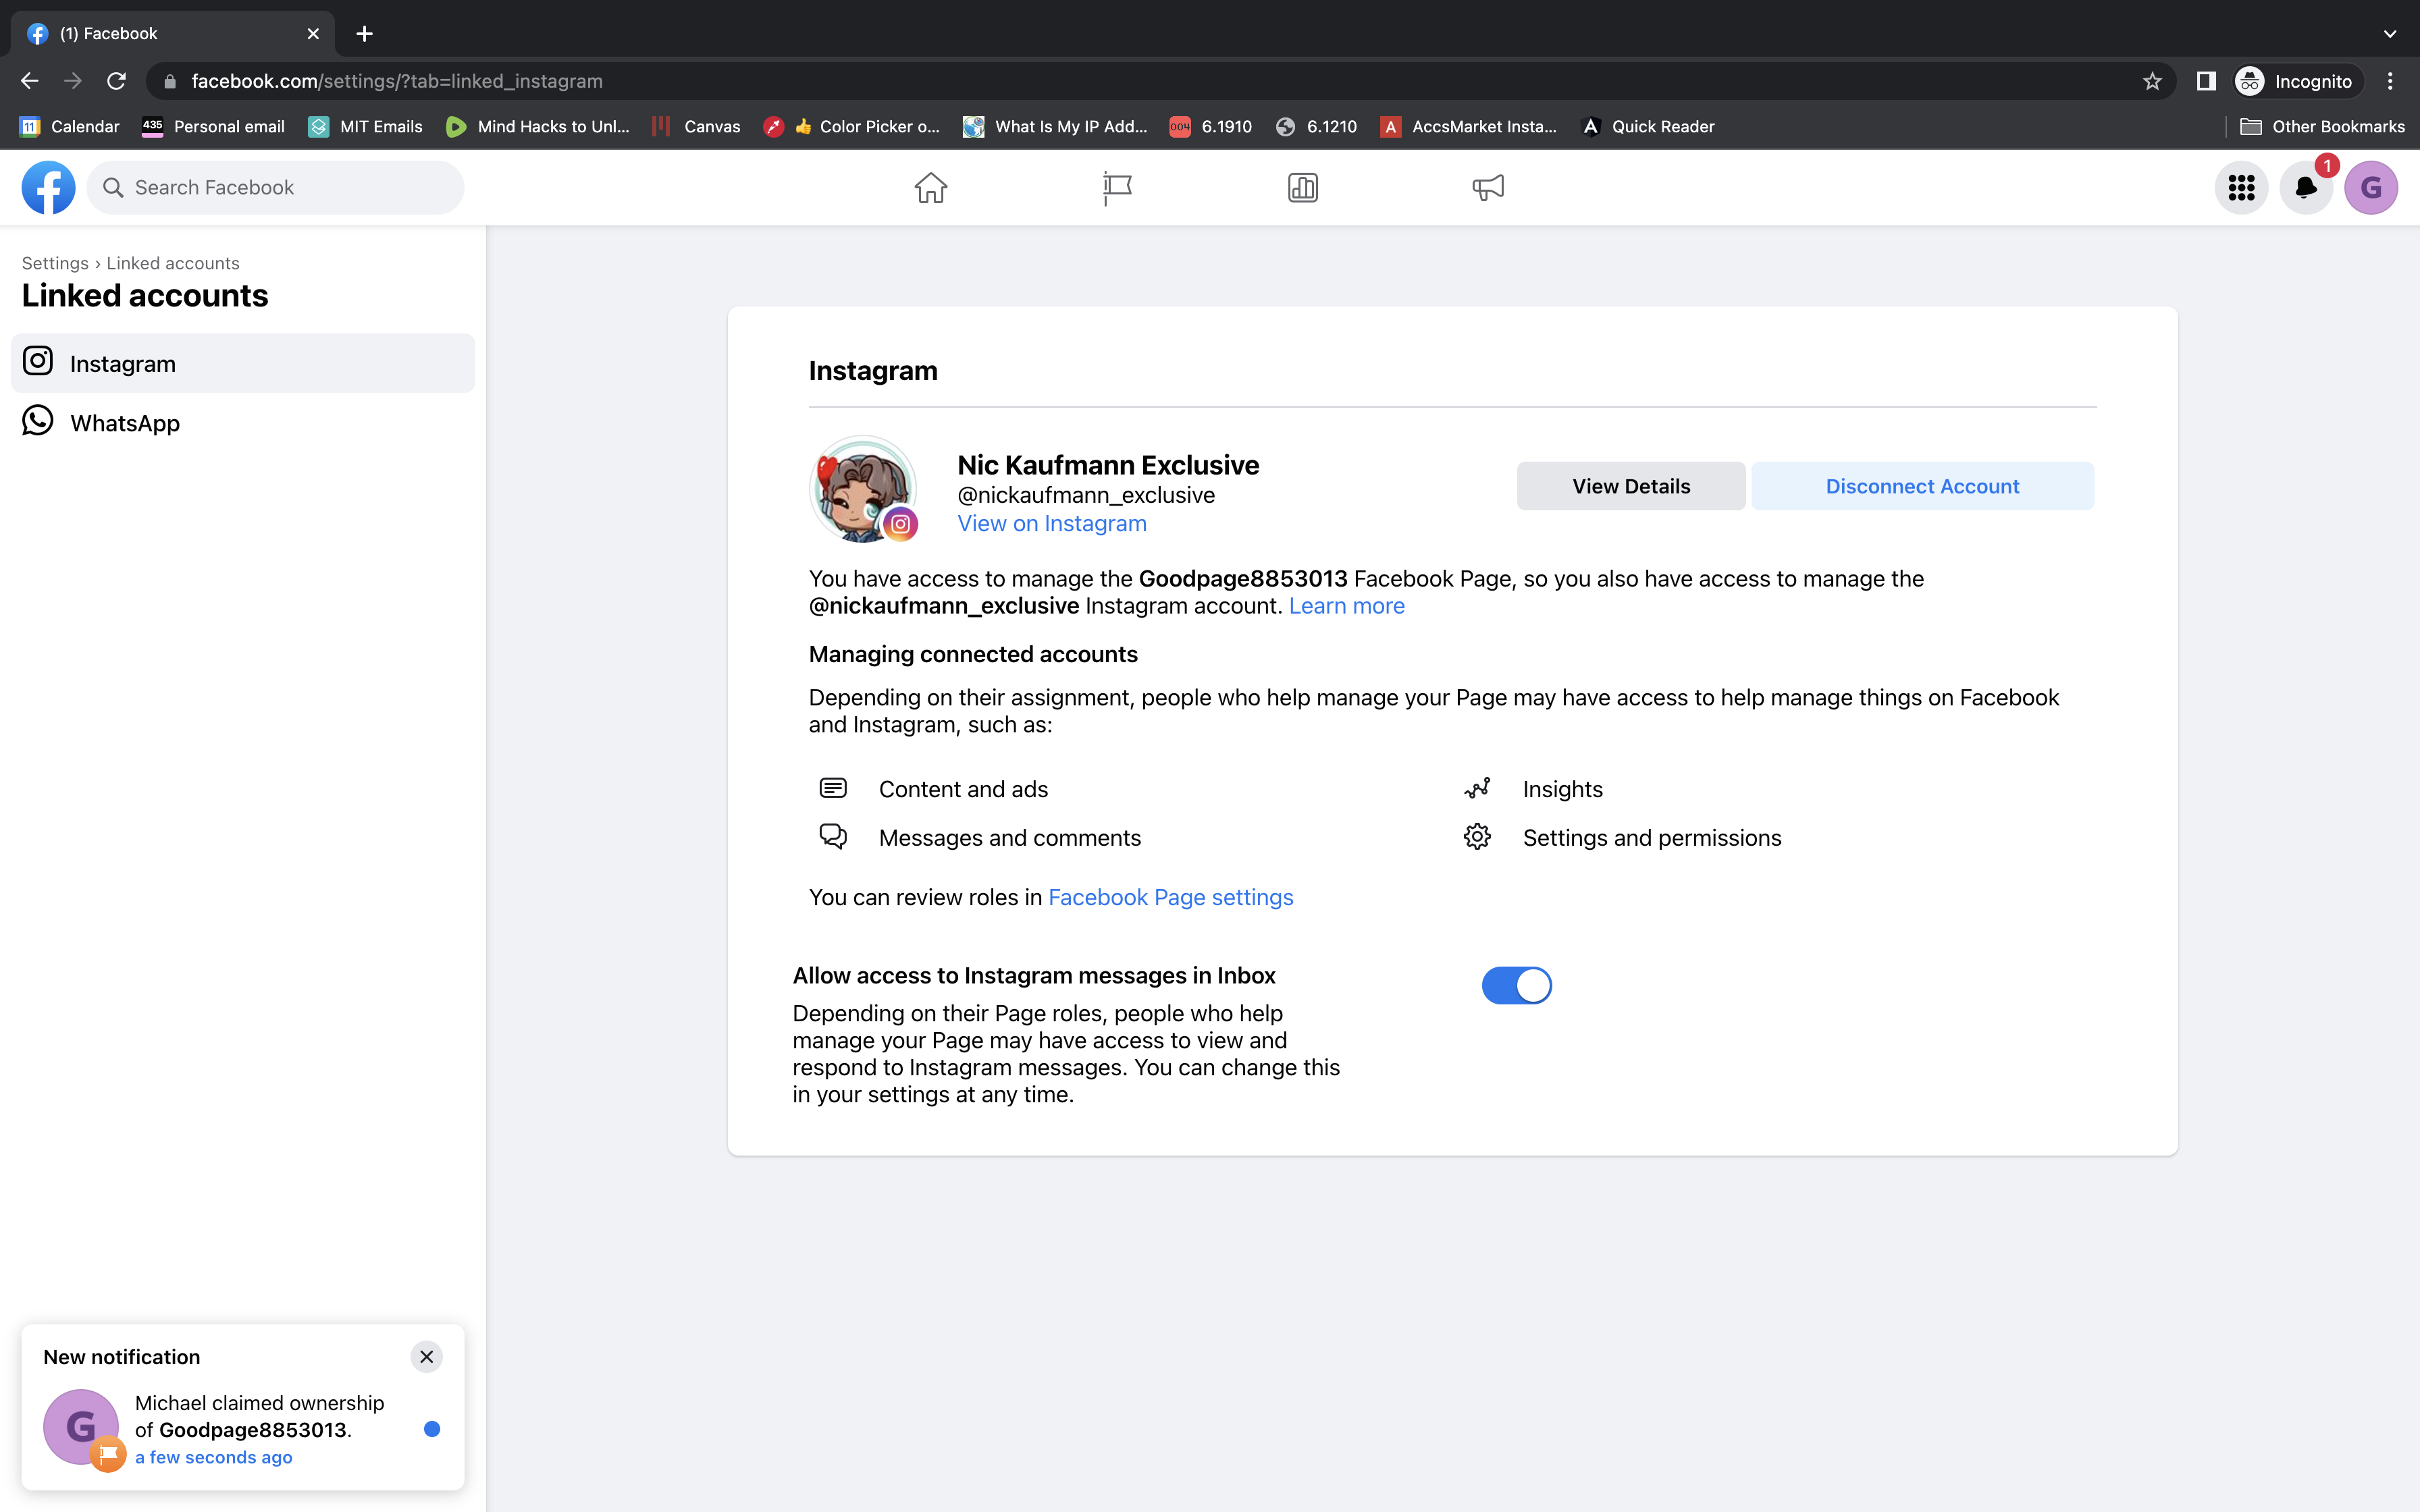 (1) Facebook
facebook.com/settings/?tab=linked_instagram
Incognito
11 Calendar
435 Personal email
MIT Emails
Mind Hacks to Unl...
Canvas
👍 Color Picker o...
What Is My IP Add...
004 6.1910
6.1210
A AccsMarket Insta...
A Quick Reader
Other Bookmarks
Search Facebook
1
G
Settings › Linked accounts
Linked accounts
Instagram
WhatsApp
Instagram
Nic Kaufmann Exclusive
@nickaufmann_exclusive
View on Instagram
View Details
Disconnect Account
You have access to manage the Goodpage8853013 Facebook Page, so you also have access to manage the
@nickaufmann_exclusive Instagram account. Learn more
Managing connected accounts
Depending on their assignment, people who help manage your Page may have access to help manage things on Facebook
and Instagram, such as:
Content and ads
Insights
Messages and comments
Settings and permissions
You can review roles in Facebook Page settings
Allow access to Instagram messages in Inbox
Depending on their Page roles, people who help
manage your Page may have access to view and
respond to Instagram messages. You can change this
in your settings at any time.
New notification
G
Michael claimed ownership
of Goodpage8853013.
a few seconds ago